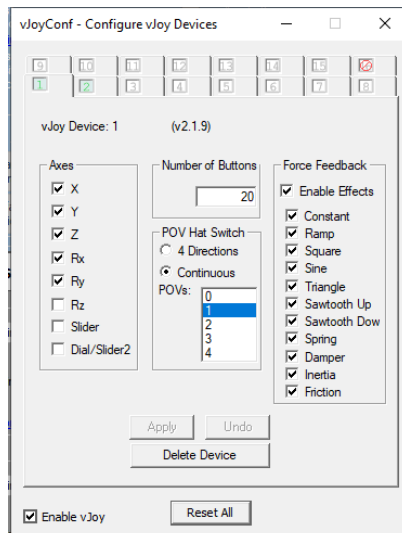 vJoyConf - Configure vJoy Devices
9 10 11 12 13 14 15
1 2 3 4 5 6 7 8
vJoy Device: 1 (v2.1.9)
Axes
X
Y
Z
Rx
Ry
Rz
Slider
Dial/Slider2
Number of Buttons
20
POV Hat Switch
4 Directions
Continuous
POVs:
0
1
2
3
4
Force Feedback
Enable Effects
Constant
Ramp
Square
Sine
Triangle
Sawtooth Up
Sawtooth Dow
Spring
Damper
Inertia
Friction
Apply Undo
Delete Device
Enable vJoy Reset All